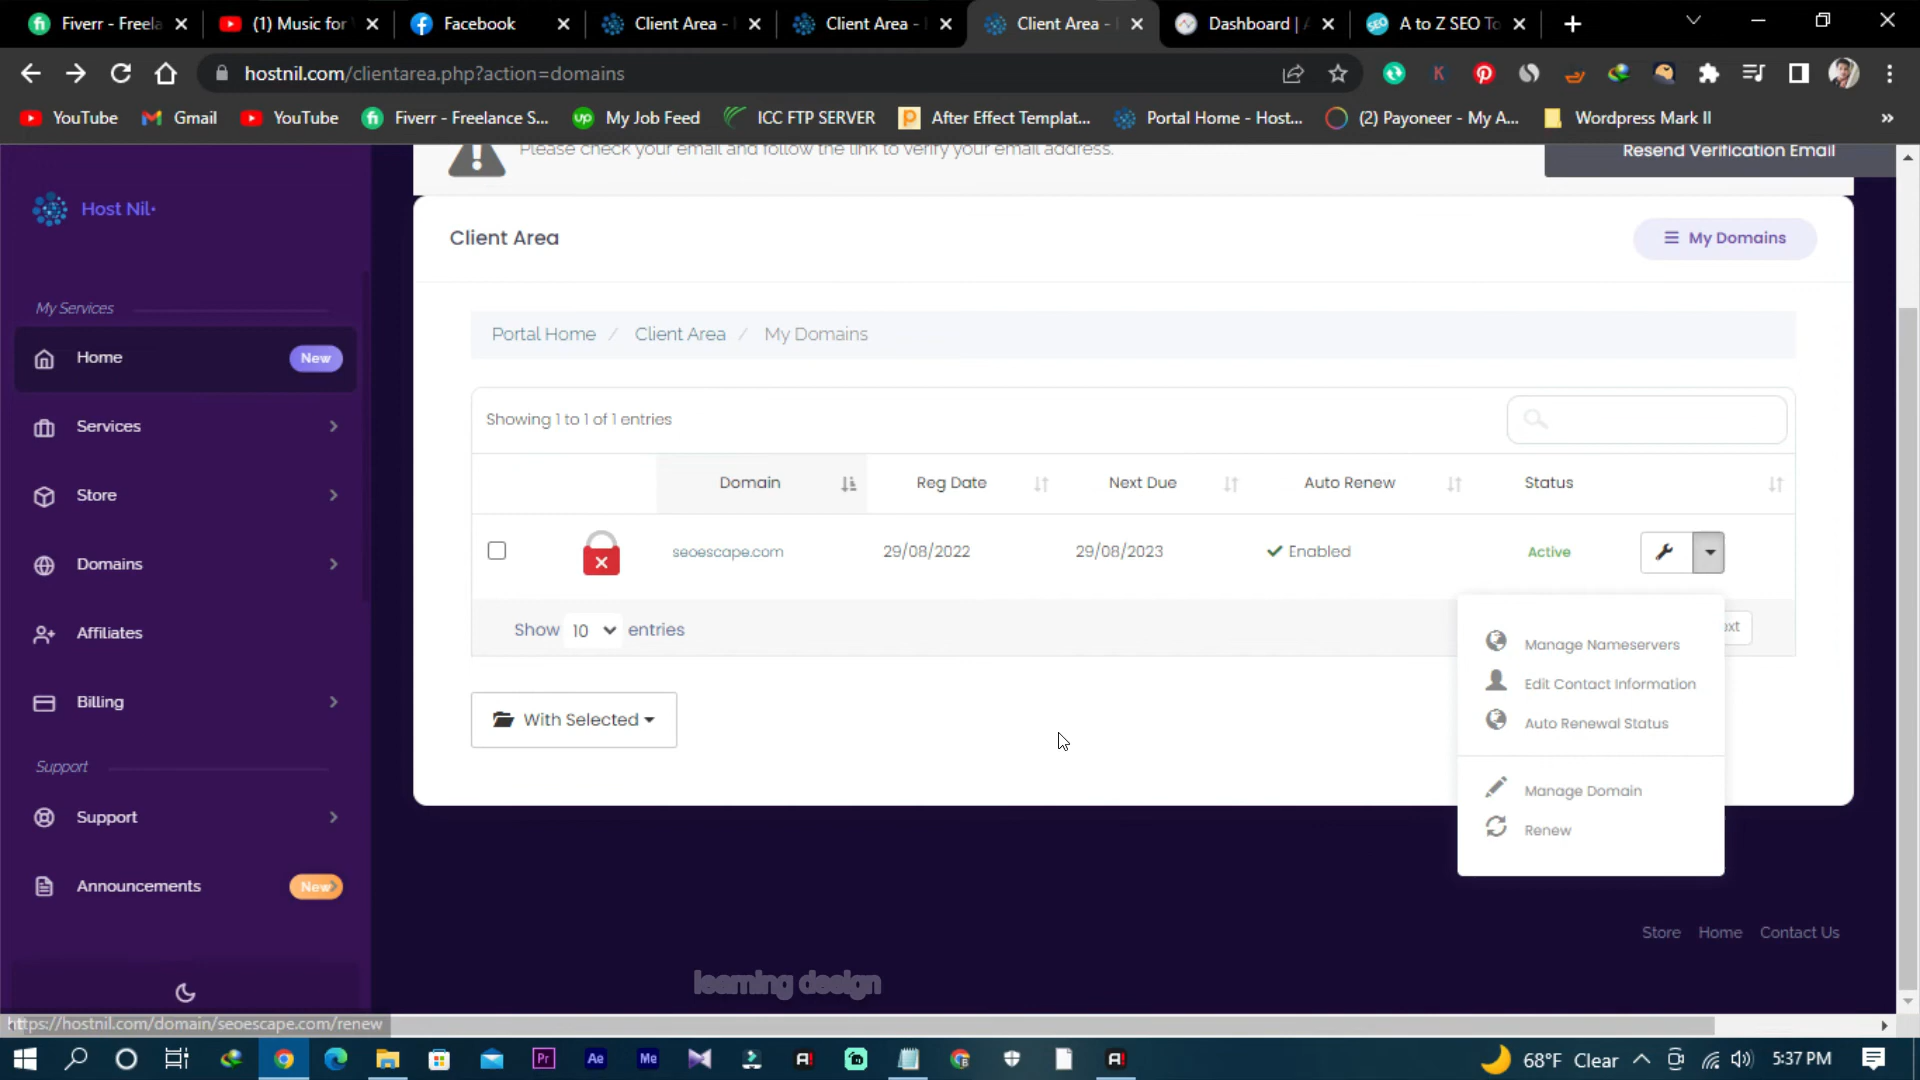 Fiverr - Freela
(1) Music for
Facebook
Client Area -
Client Area -
Client Area -
Dashboard |
A to Z SEO To
hostnil.com/clientarea.php?action=domains
YouTube
Gmail
YouTube
Fiverr - Freelance S...
My Job Feed
ICC FTP SERVER
After Effect Templat...
Portal Home - Host...
(2) Payoneer - My A...
Wordpress Mark II
»
Please check your email and follow the link to verify your email address.
Resend Verification Email
Host Nil
Client Area
My Domains
My Services
Portal Home / Client Area / My Domains
Home
New
Showing 1 to 1 of 1 entries
Services
Domain
Reg Date
Next Due
Auto Renew
Status
Store
seoescape.com
29/08/2022
29/08/2023
Enabled
Active
Domains
Show 10 entries
ext
Affiliates
Manage Nameservers
Edit Contact Information
Auto Renewal Status
Billing
With Selected
Support
Manage Domain
Renew
Support
Announcements
New
Store
Home
Contact Us
learning design
https://hostnil.com/domain/seoescape.com/renew
Pr
Ae
Me
68°F Clear
5:37 PM